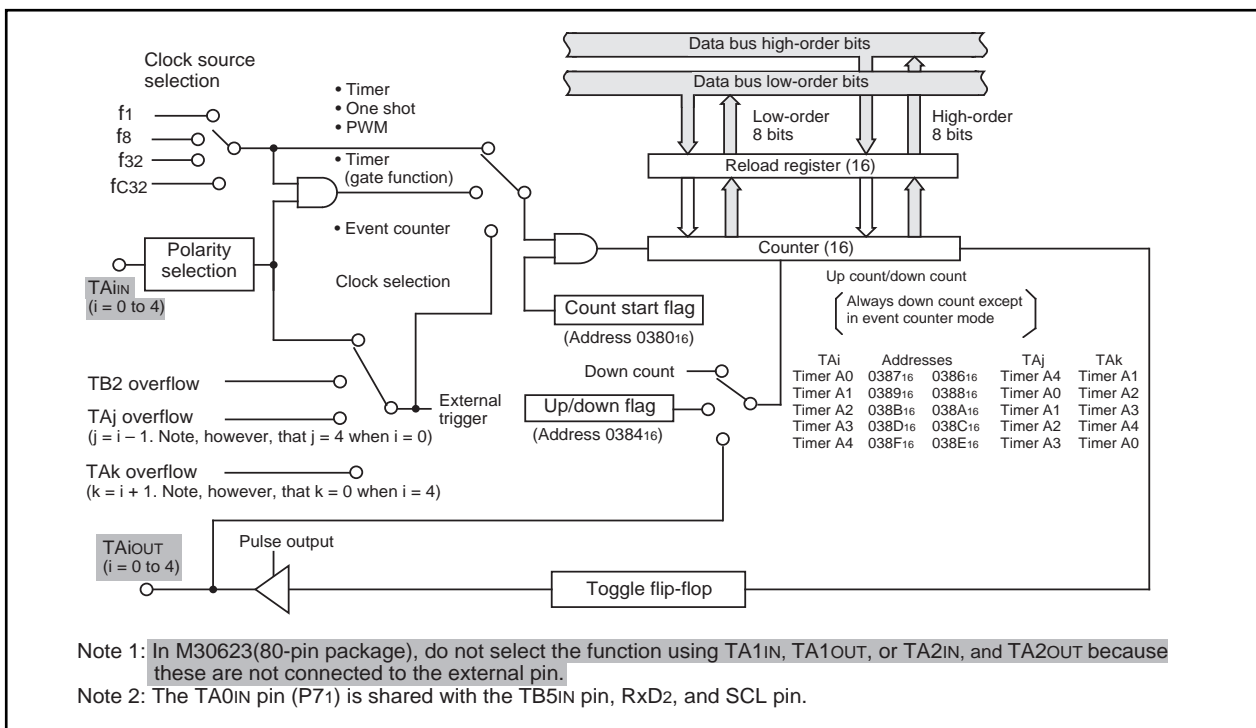 Clock source
selection
f1
f8
f32
fC32
• Timer
• One shot
• PWM
• Timer
(gate function)
• Event counter
Clock selection
Data bus high-order bits
Data bus low-order bits
Low-order
8 bits
High-order
8 bits
Reload register (16)
Counter (16)
Polarity
selection
TAiIN
(i = 0 to 4)
Count start flag
(Address 038016)
Up count/down count
Always down count except
in event counter mode
TB2 overflow
TAj overflow
(j = i – 1. Note, however, that j = 4 when i = 0)
TAk overflow
(k = i + 1. Note, however, that k = 0 when i = 4)
External
trigger
Down count
Up/down flag
(Address 038416)
TAi Addresses TAj TAk
Timer A0 038716 038616 Timer A4 Timer A1
Timer A1 038916 038816 Timer A0 Timer A2
Timer A2 038B16 038A16 Timer A1 Timer A3
Timer A3 038D16 038C16 Timer A2 Timer A4
Timer A4 038F16 038E16 Timer A3 Timer A0
TAiOUT
(i = 0 to 4)
Pulse output
Toggle flip-flop
Note 1: In M30623(80-pin package), do not select the function using TA1IN, TA1OUT, or TA2IN, and TA2OUT because
these are not connected to the external pin.
Note 2: The TA0IN pin (P71) is shared with the TB5IN pin, RxD2, and SCL pin.